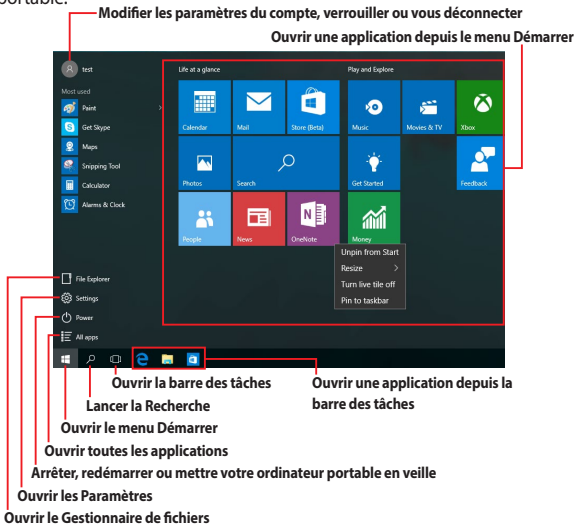 portable.
Modifier les paramètres du compte, verrouiller ou vous déconnecter
Ouvrir une application depuis le menu Démarrer
test
Life at a glance
Play and Explore
Most used
Paint
Get Skype
Maps
Snipping Tool
Calculator
Alarms & Clock
Calendar
Mail
Store (Beta)
Music
Movies & TV
Xbox
Photos
Search
Get Started
Feedback
People
News
OneNote
Money
Unpin from Start
Resize
Turn live tile off
Pin to taskbar
File Explorer
Settings
Power
All apps
Ouvrir la barre des tâches
Ouvrir une application depuis la
barre des tâches
Lancer la Recherche
Ouvrir le menu Démarrer
Ouvrir toutes les applications
Arrêter, redémarrer ou mettre votre ordinateur portable en veille
Ouvrir les Paramètres
Ouvrir le Gestionnaire de fichiers